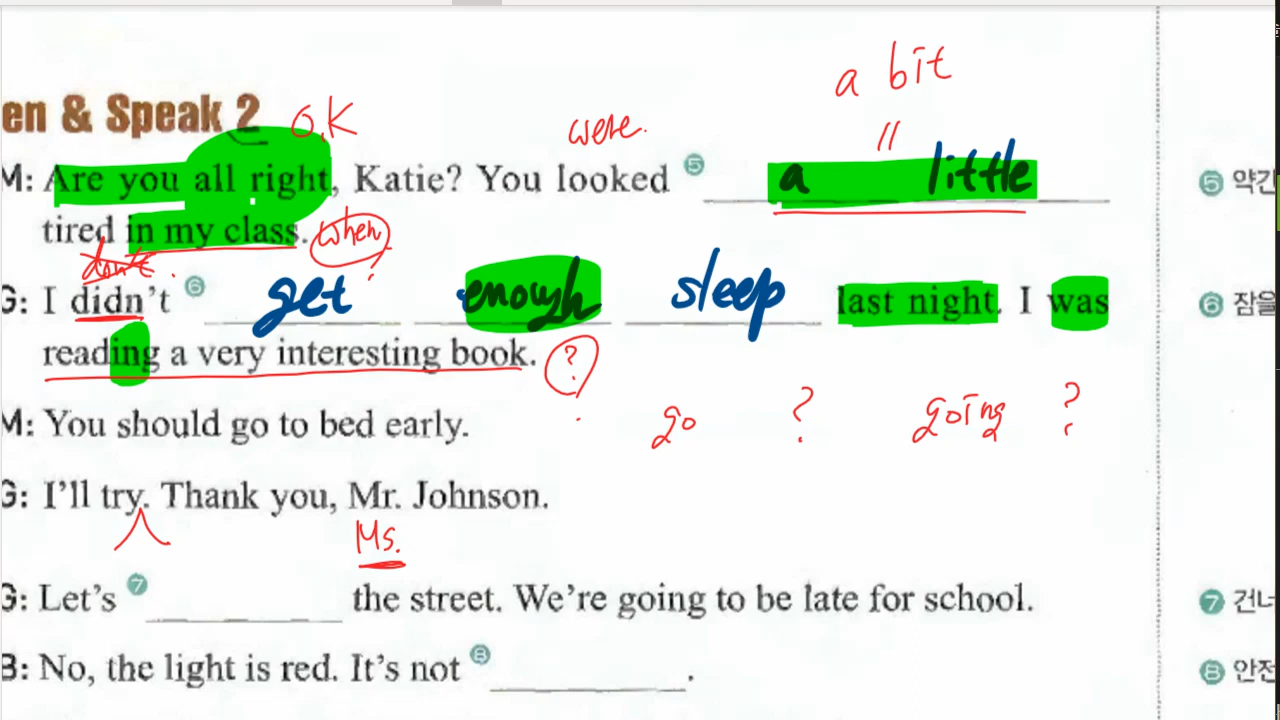 a bit
en & Speak 2 O.K
were.
"
M: Are you all right, Katie? You looked ⑤ a little ⑤ 약간
tired in my class. when ?
don't.
G: I didn't ⑥ get enough sleep last night. I was ⑥ 잠을
reading a very interesting book. ?
go ? going ?
M: You should go to bed early.
G: I'll try. Thank you, Mr. Johnson.
Ms.
G: Let's ⑦ ________ the street. We're going to be late for school. ⑦ 건너
B: No, the light is red. It's not ⑧ ________. ⑧ 안전